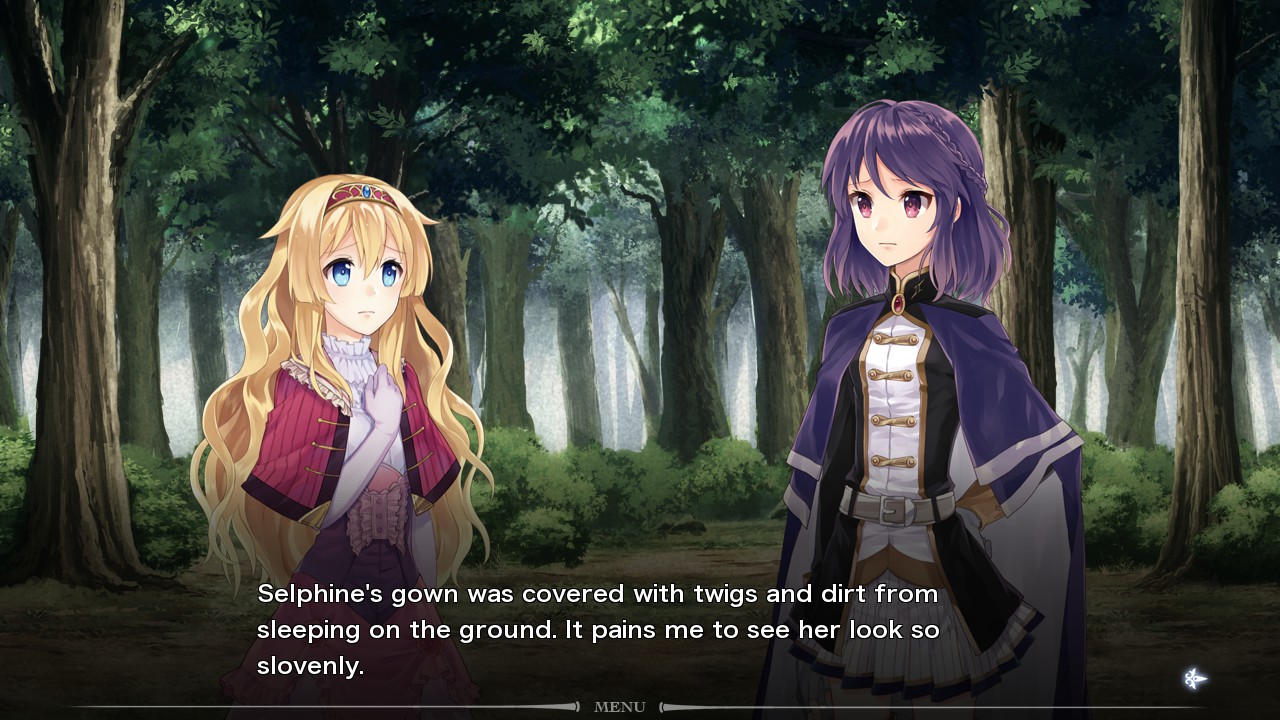 Selphine's gown was covered with twigs and dirt from
sleeping on the ground. It pains me to see her look so
slovenly.
MENU